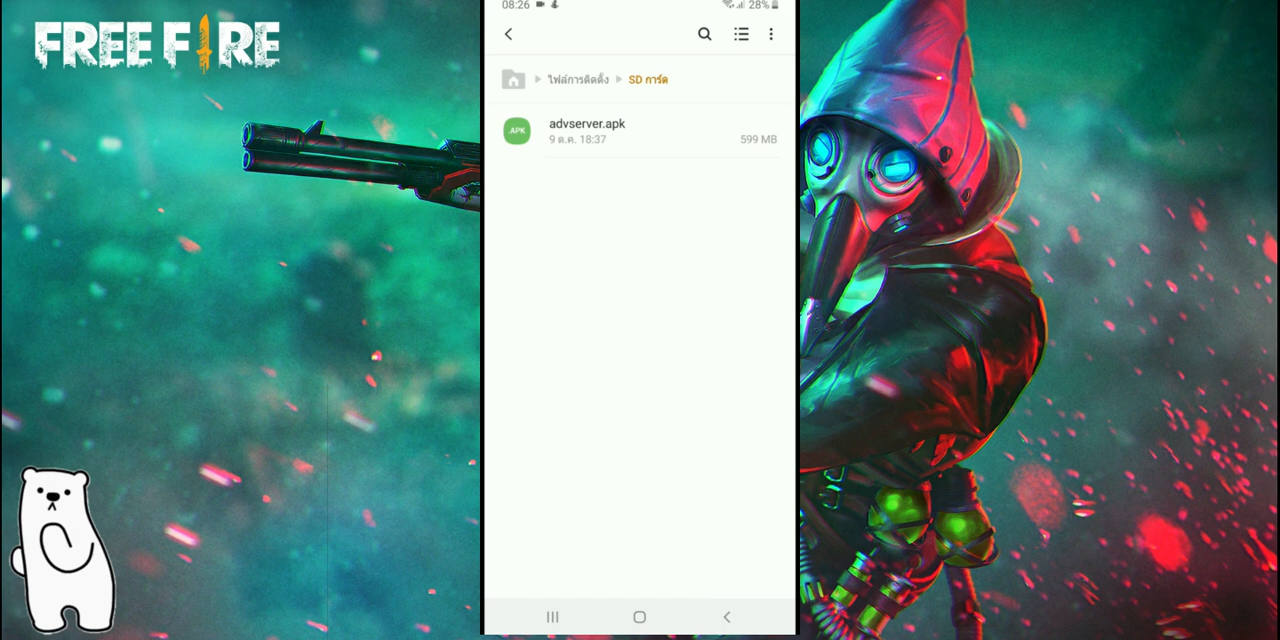 FREE FIRE
08:26
28%
ไฟล์การติดตั้ง
SD การ์ด
.APK
advserver.apk
9 ต.ค. 18:37
599 MB